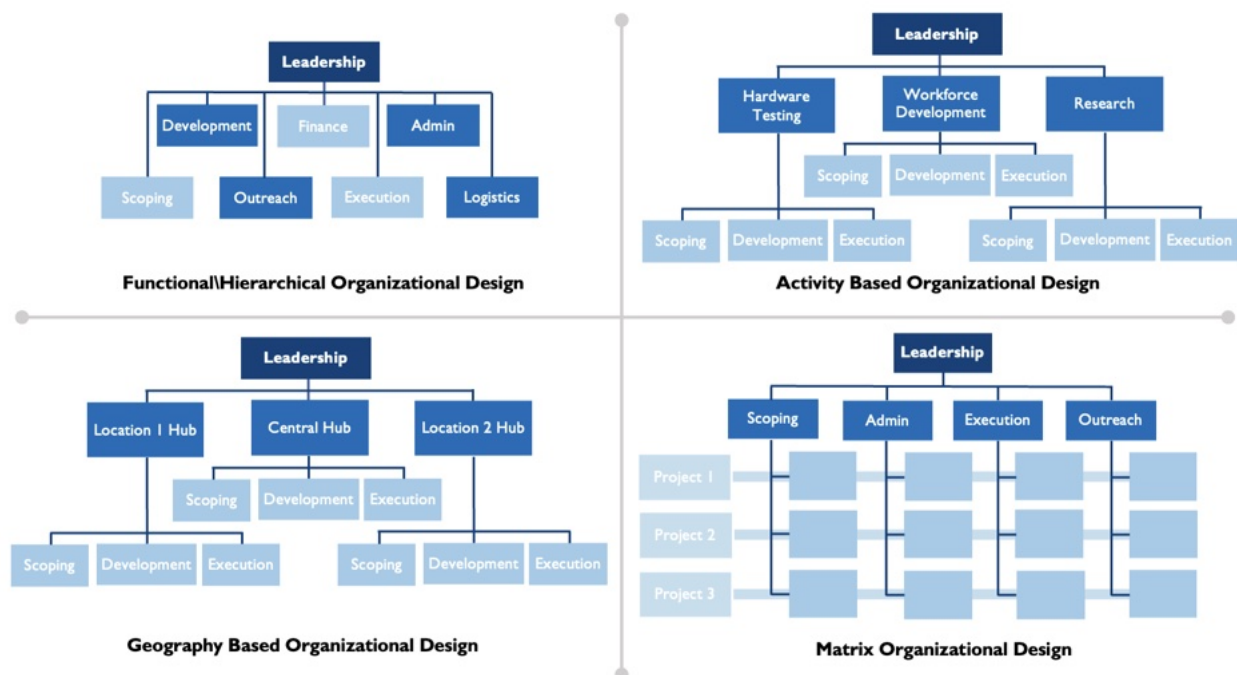 Leadership
Development
Finance
Admin
Scoping
Outreach
Execution
Logistics
Functional\Hierarchical Organizational Design
Leadership
Hardware
Testing
Workforce
Development
Research
Scoping
Development
Execution
Scoping
Development
Execution
Scoping
Development
Execution
Activity Based Organizational Design
Leadership
Location 1 Hub
Central Hub
Location 2 Hub
Scoping
Development
Execution
Scoping
Development
Execution
Scoping
Development
Execution
Geography Based Organizational Design
Leadership
Scoping
Admin
Execution
Outreach
Project 1
Project 2
Project 3
Matrix Organizational Design